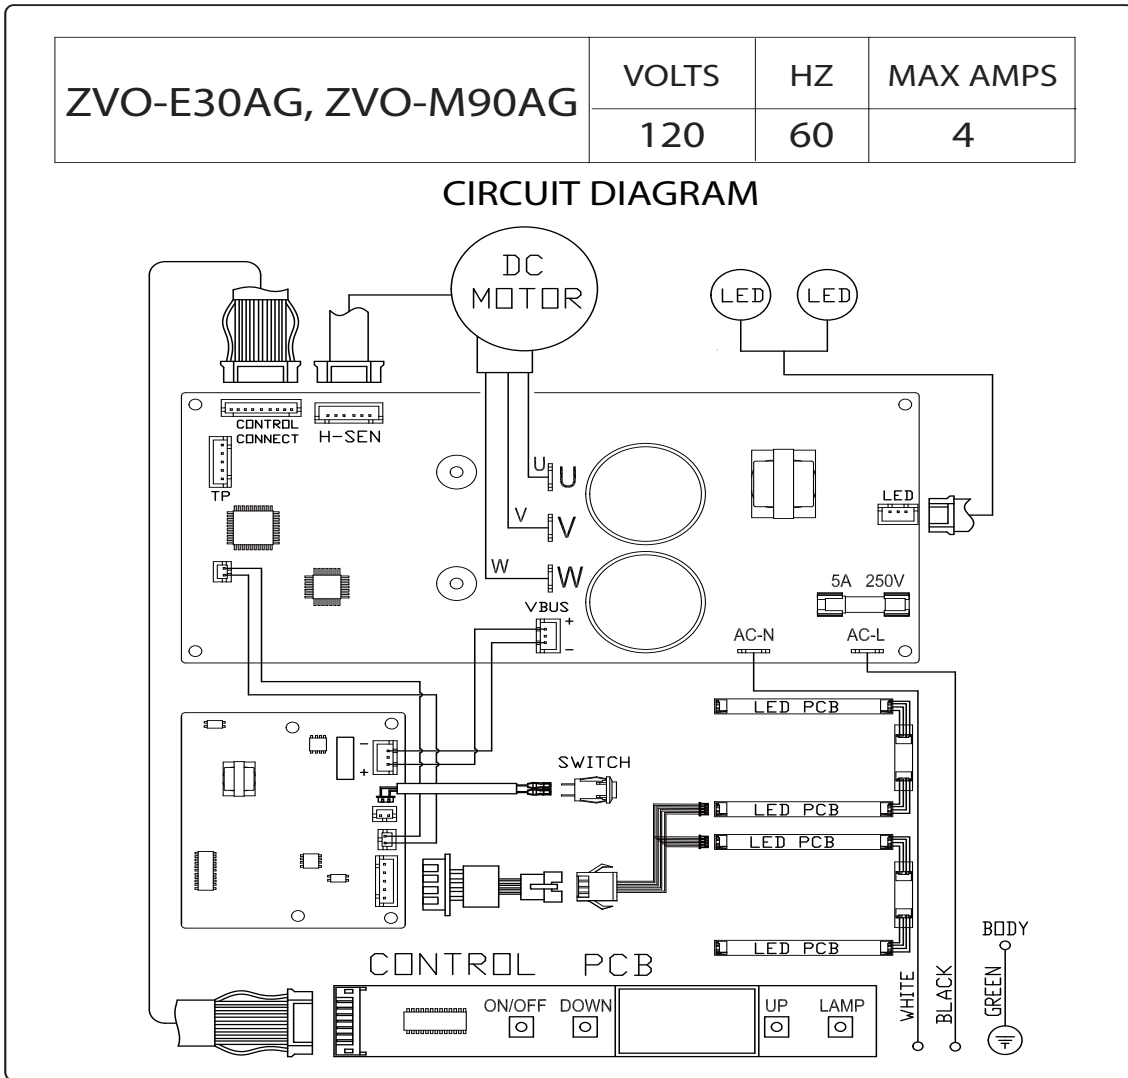 ZVO-E30AG, ZVO-M90AG
VOLTS HZ MAX AMPS
120 60 4
CIRCUIT DIAGRAM
DC
MOTOR
LED LED
CONTROL
CONNECT
H-SEN
TP
U U
V V
W W
LED
5A 250V
VBUS
+
-
AC-N AC-L
LED PCB
-
+
SWITCH
LED PCB
LED PCB
LED PCB
BODY
CONTROL PCB
WHITE
BLACK
GREEN
ON/OFF DOWN UP LAMP